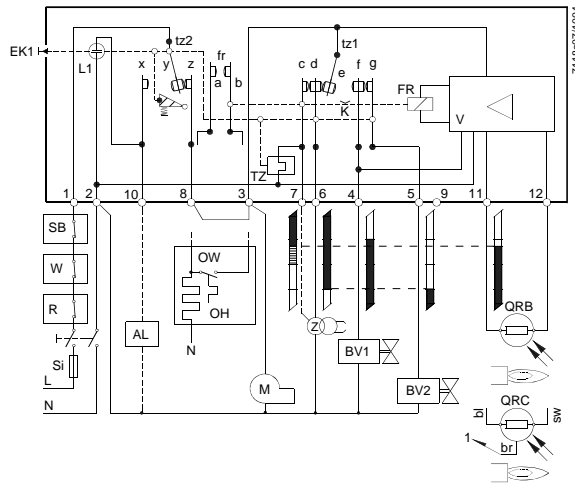 tz2
tz1
EK1
L1
x
y
z
fr
a
b
c
d
e
f
g
FR
K
V
TZ
1
2
10
8
3
7
6
4
5
9
11
12
SB
W
R
Si
L
N
AL
OW
OH
N
M
Z
BV1
BV2
QRB
QRC
bl
sw
br
1